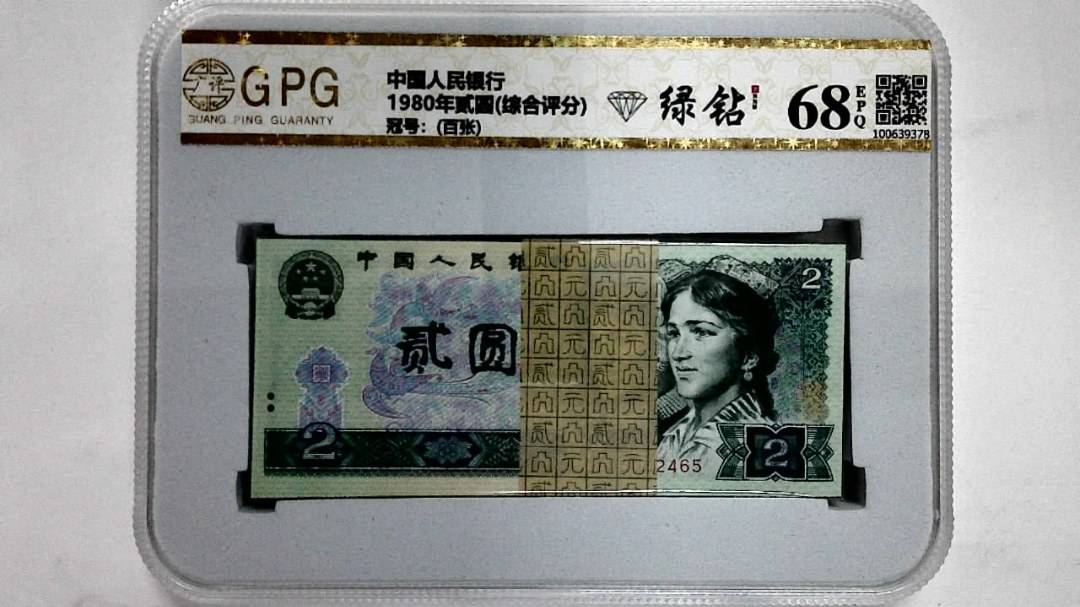 GPG
GUANG PING GUARANTY
中国人民银行
1980年贰圆(综合评分)
冠号：(百张)
绿钻
68
EPQ
100639378
中国人民银
2
贰圆
2
2465
2